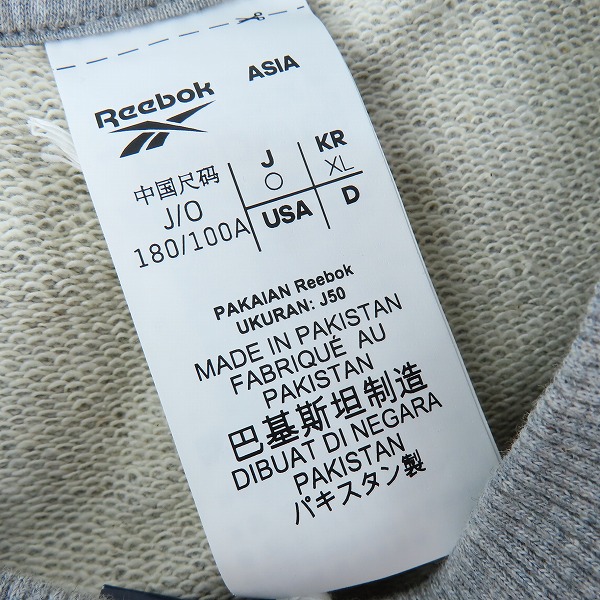 Reebok
ASIA
中国尺码
J/O
180/100A
J
O
KR
XL
USA
D
PAKAIAN Reebok
UKURAN: J50
MADE IN PAKISTAN
FABRIQUÉ AU
PAKISTAN
巴基斯坦制造
DIBUAT DI NEGARA
PAKISTAN
パキスタン製